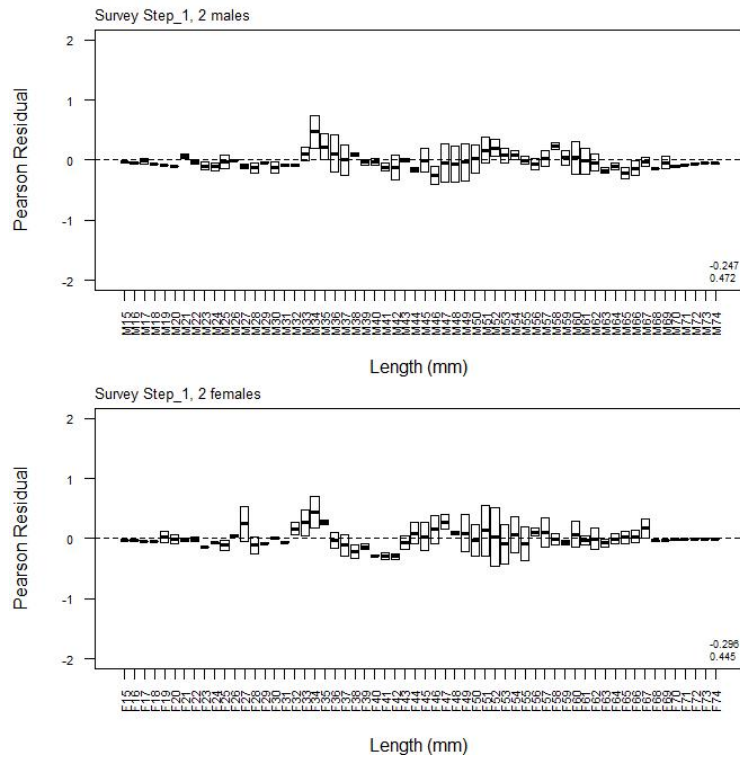 Survey Step_1, 2 males
Pearson Residual
2
1
0
-1
-2
-0.247
0.472
M15 M16 M17 M18 M19 M20 M21 M22 M23 M24 M25 M26 M27 M28 M29 M30 M31 M32 M33 M34 M35 M36 M37 M38 M39 M40 M41 M42 M43 M44 M45 M46 M47 M48 M49 M50 M51 M52 M53 M54 M55 M56 M57 M58 M59 M60 M61 M62 M63 M64 M65 M66 M67 M68 M69 M70 M71 M72 M73 M74
Length (mm)
Survey Step_1, 2 females
Pearson Residual
2
1
0
-1
-2
-0.296
0.445
F15 F16 F17 F18 F19 F20 F21 F22 F23 F24 F25 F26 F27 F28 F29 F30 F31 F32 F33 F34 F35 F36 F37 F38 F39 F40 F41 F42 F43 F44 F45 F46 F47 F48 F49 F50 F51 F52 F53 F54 F55 F56 F57 F58 F59 F60 F61 F62 F63 F64 F65 F66 F67 F68 F69 F70 F71 F72 F73 F74
Length (mm)